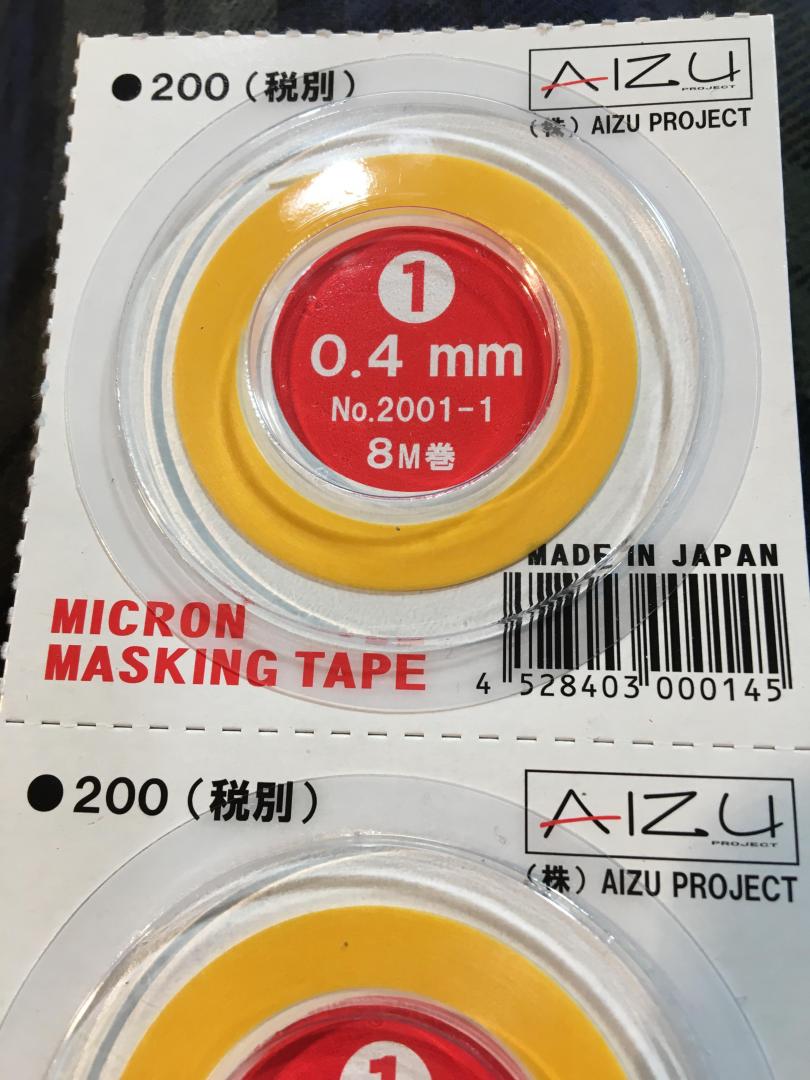 ●200（税別）
AIZU
PROJECT
（株）AIZU PROJECT
1
0.4 mm
No.2001-1
8M巻
MADE IN JAPAN
MICRON
MASKING TAPE
4 528403 000145
●200（税別）
AIZU
PROJECT
（株）AIZU PROJECT
1